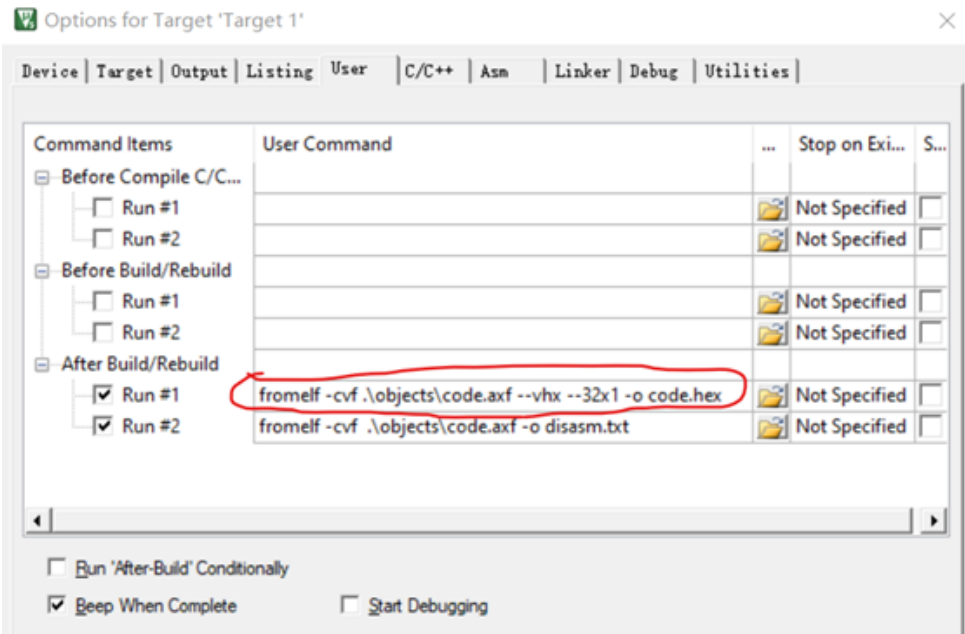 Options for Target 'Target 1'
Device Target Output Listing User C/C++ Asm Linker Debug Utilities
Command Items User Command ... Stop on Exi... S...
Before Compile C/C...
Run #1 Not Specified
Run #2 Not Specified
Before Build/Rebuild
Run #1 Not Specified
Run #2 Not Specified
After Build/Rebuild
Run #1 fromelf -cvf .\objects\code.axf --vhx --32x1 -o code.hex Not Specified
Run #2 fromelf -cvf .\objects\code.axf -o disasm.txt Not Specified
Run 'After-Build' Conditionally
Beep When Complete Start Debugging